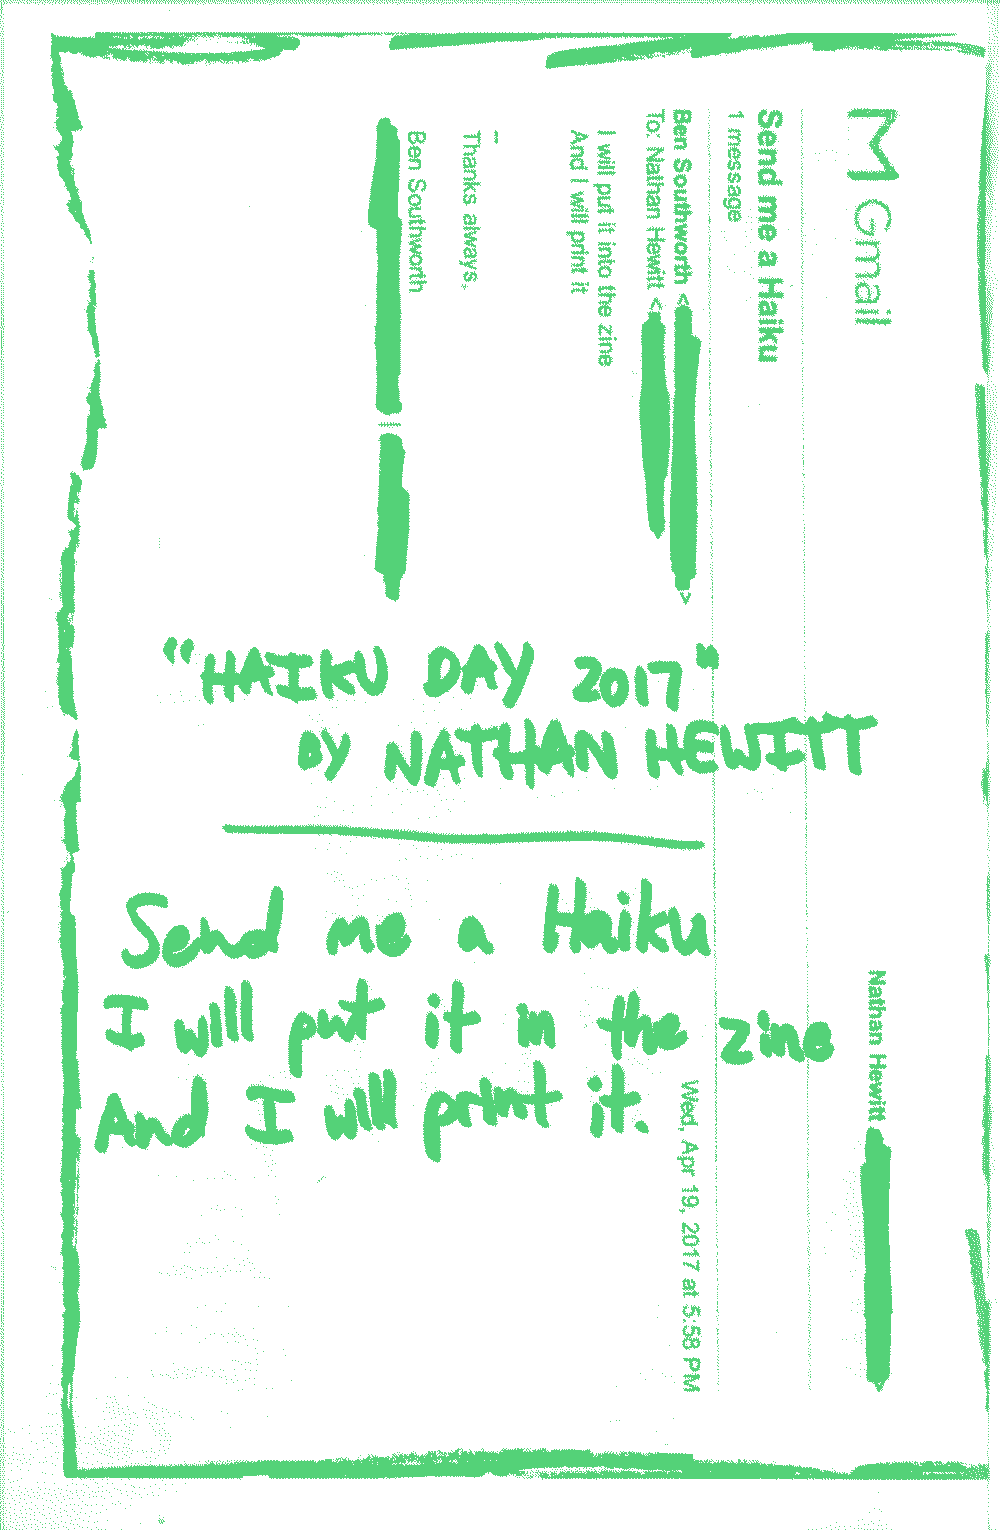 M Gmail
Nathan Hewitt
Send me a Haiku
1 message
Ben Southworth < >
Wed, Apr 19, 2017 at 5:58 PM
To: Nathan Hewitt <
I will put it into the zine
And I will print it
--
Thanks always,
Ben Southworth
"HAIKU DAY 2017"
BY NATHAN HEWITT
Send me a Haiku
I will put it in the zine
And I will print it.